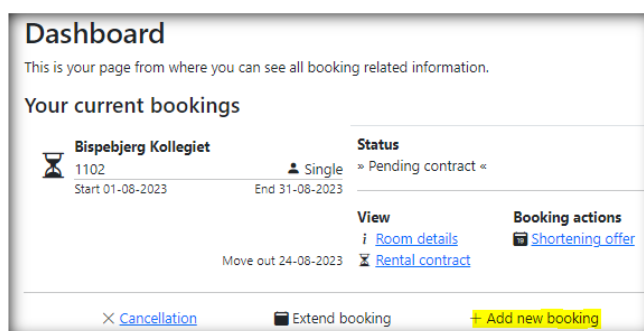 Dashboard
This is your page from where you can see all booking related information.
Your current bookings
Bispebjerg Kollegiet
1102
Single
Start 01-08-2023
End 31-08-2023
Move out 24-08-2023
Status
» Pending contract «
View
Room details
Rental contract
Booking actions
Shortening offer
Cancellation
Extend booking
+ Add new booking